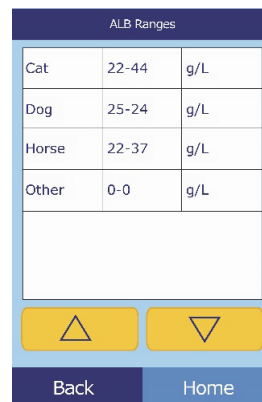 ALB Ranges
Cat 22-44 g/L
Dog 25-24 g/L
Horse 22-37 g/L
Other 0-0 g/L
Back Home